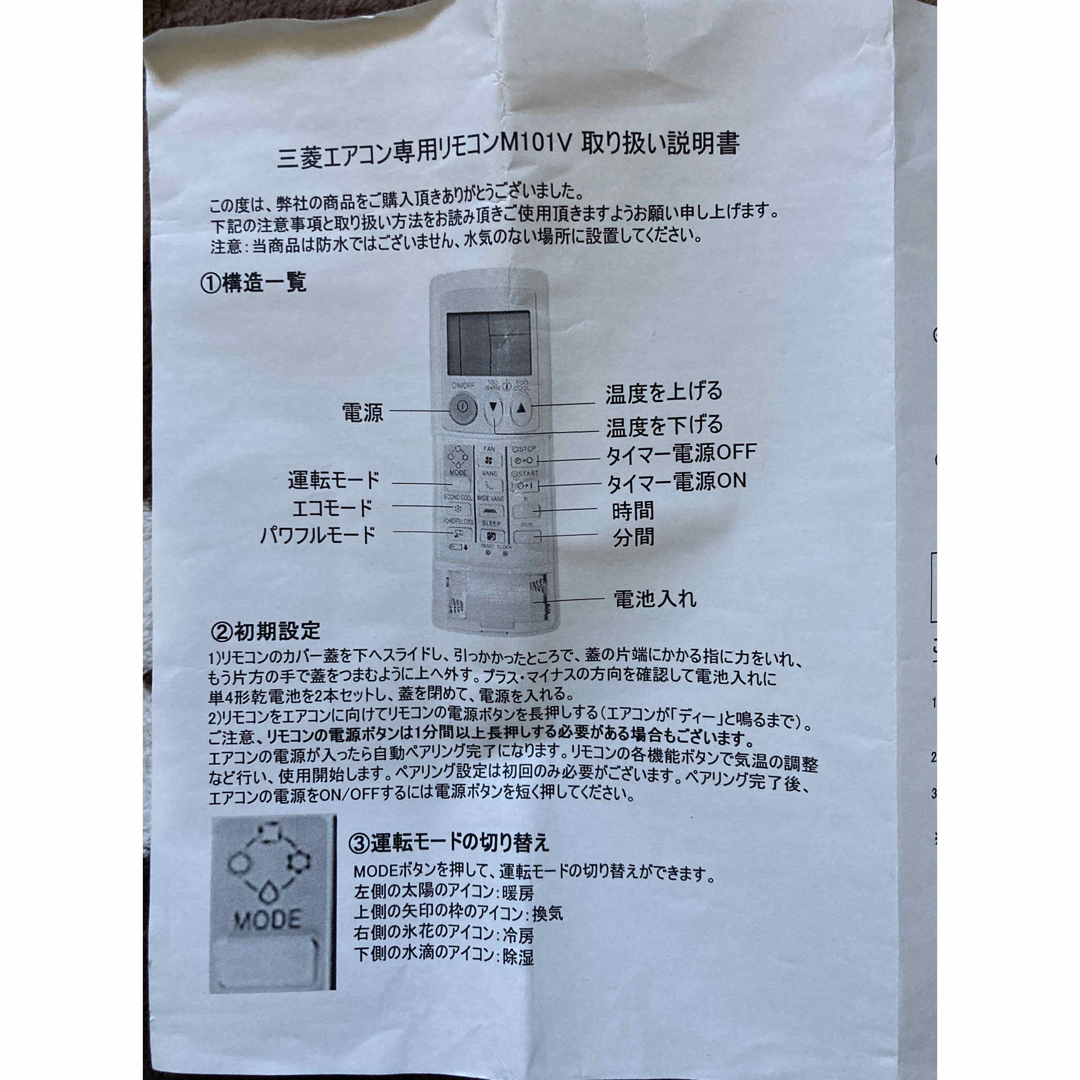 三菱エアコン専用リモコンM101V 取り扱い説明書
この度は、弊社の商品をご購入頂きありがとうございました。
下記の注意事項と取り扱い方法をお読み頂きご使用頂きますようお願い申し上げます。
注意：当商品は防水ではございません、水気のない場所に設置してください。
①構造一覧
ON/OFF
COOL
電源
温度を上げる
温度を下げる
タイマー電源OFF
タイマー電源ON
時間
分間
運転モード
エコモード
パワフルモード
FAN
STOP
MODE
VANE
START
ECONO COOL
WIDE VANE
h
POWERFUL COOL
SLEEP
min
RESET CLOCK
電池入れ
②初期設定
1)リモコンのカバー蓋を下へスライドし、引っかかったところで、蓋の片端にかかる指に力をいれ、
もう片方の手で蓋をつまむように上へ外す。プラス・マイナスの方向を確認して電池入れに
単4形乾電池を2本セットし、蓋を閉めて、電源を入れる。
2)リモコンをエアコンに向けてリモコンの電源ボタンを長押しする（エアコンが「ディー」と鳴るまで）。
ご注意、リモコンの電源ボタンは1分間以上長押しする必要がある場合もございます。
エアコンの電源が入ったら自動ペアリング完了になります。リモコンの各機能ボタンで気温の調整
など行い、使用開始します。ペアリング設定は初回のみ必要がございます。ペアリング完了後、
エアコンの電源をON/OFFするには電源ボタンを短く押してください。
MODE
③運転モードの切り替え
MODEボタンを押して、運転モードの切り替えができます。
左側の太陽のアイコン：暖房
上側の矢印の枠のアイコン：換気
右側の氷花のアイコン：冷房
下側の水滴のアイコン：除湿
1
2
3